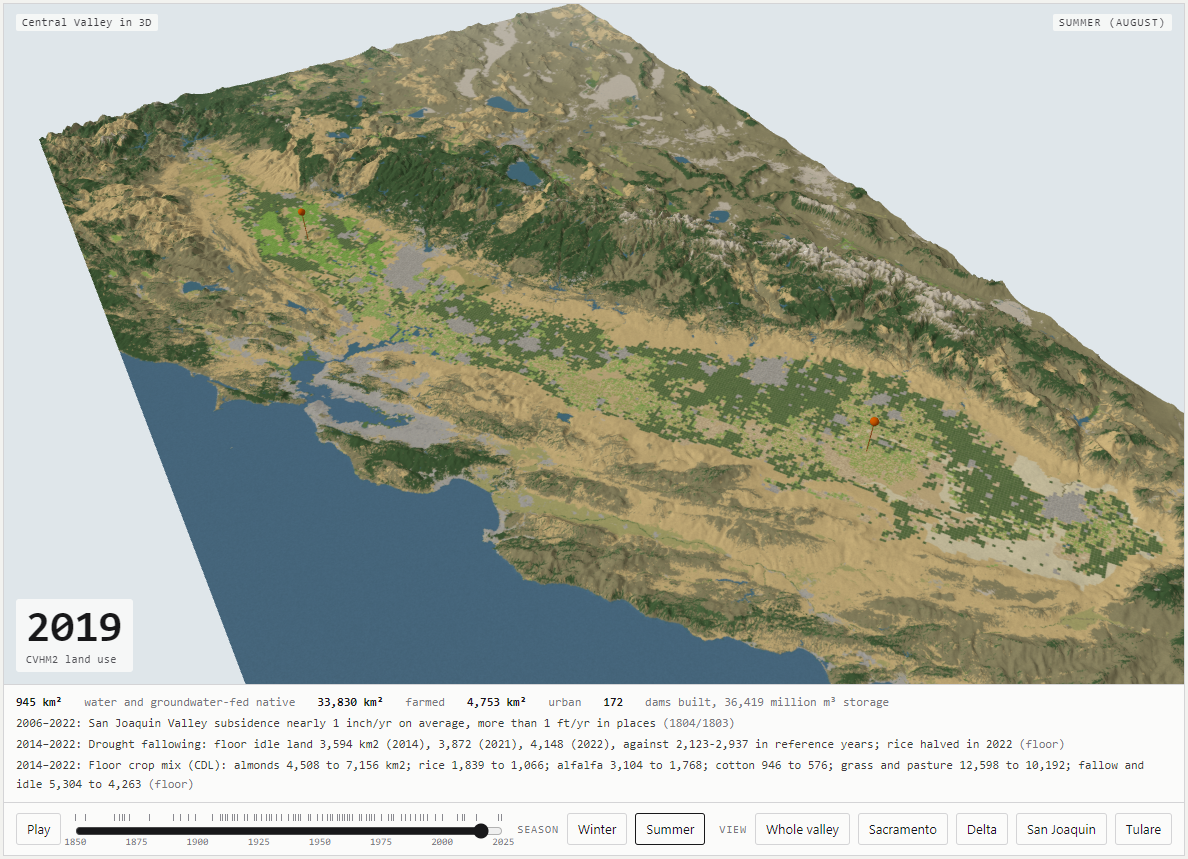 Central Valley in 3D
SUMMER (AUGUST)
2019
CVHM2 land use
945 km² water and groundwater-fed native 33,830 km² farmed 4,753 km² urban 172 dams built, 36,419 million m³ storage
2006–2022: San Joaquin Valley subsidence nearly 1 inch/yr on average, more than 1 ft/yr in places (1804/1803)
2014–2022: Drought fallowing: floor idle land 3,594 km2 (2014), 3,872 (2021), 4,148 (2022), against 2,123-2,937 in reference years; rice halved in 2022 (floor)
2014–2022: Floor crop mix (CDL): almonds 4,508 to 7,156 km2; rice 1,839 to 1,066; alfalfa 3,104 to 1,768; cotton 946 to 576; grass and pasture 12,598 to 10,192; fallow and
idle 5,304 to 4,263 (floor)
Play
1850 1875 1900 1925 1950 1975 2000 2025
SEASON Winter Summer VIEW Whole valley Sacramento Delta San Joaquin Tulare